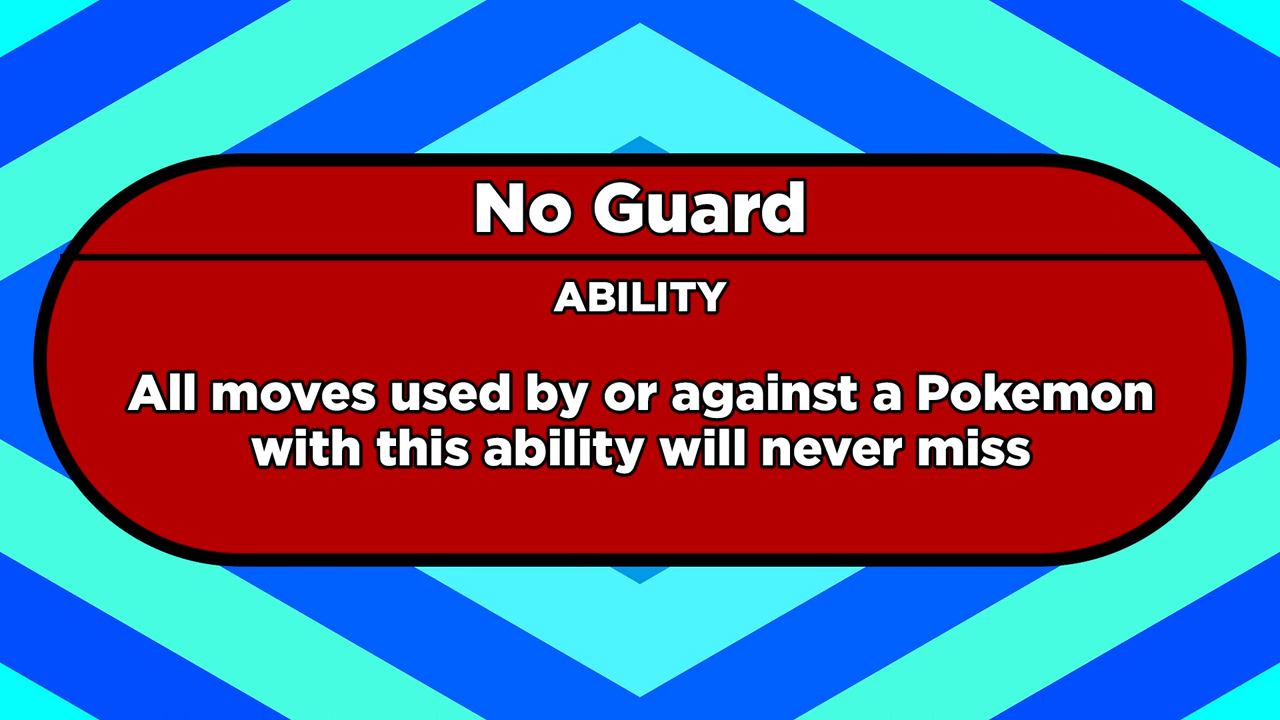 No Guard
ABILITY
All moves used by or against a Pokemon
with this ability will never miss